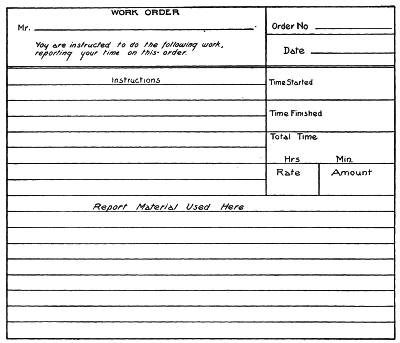 WORK ORDER
Mr.
You are instructed to do the following work,
reporting your time on this order.
Order No
Date
Instructions
Time Started
Time Finished
Total Time
Hrs Min.
Rate Amount
Report Material Used Here